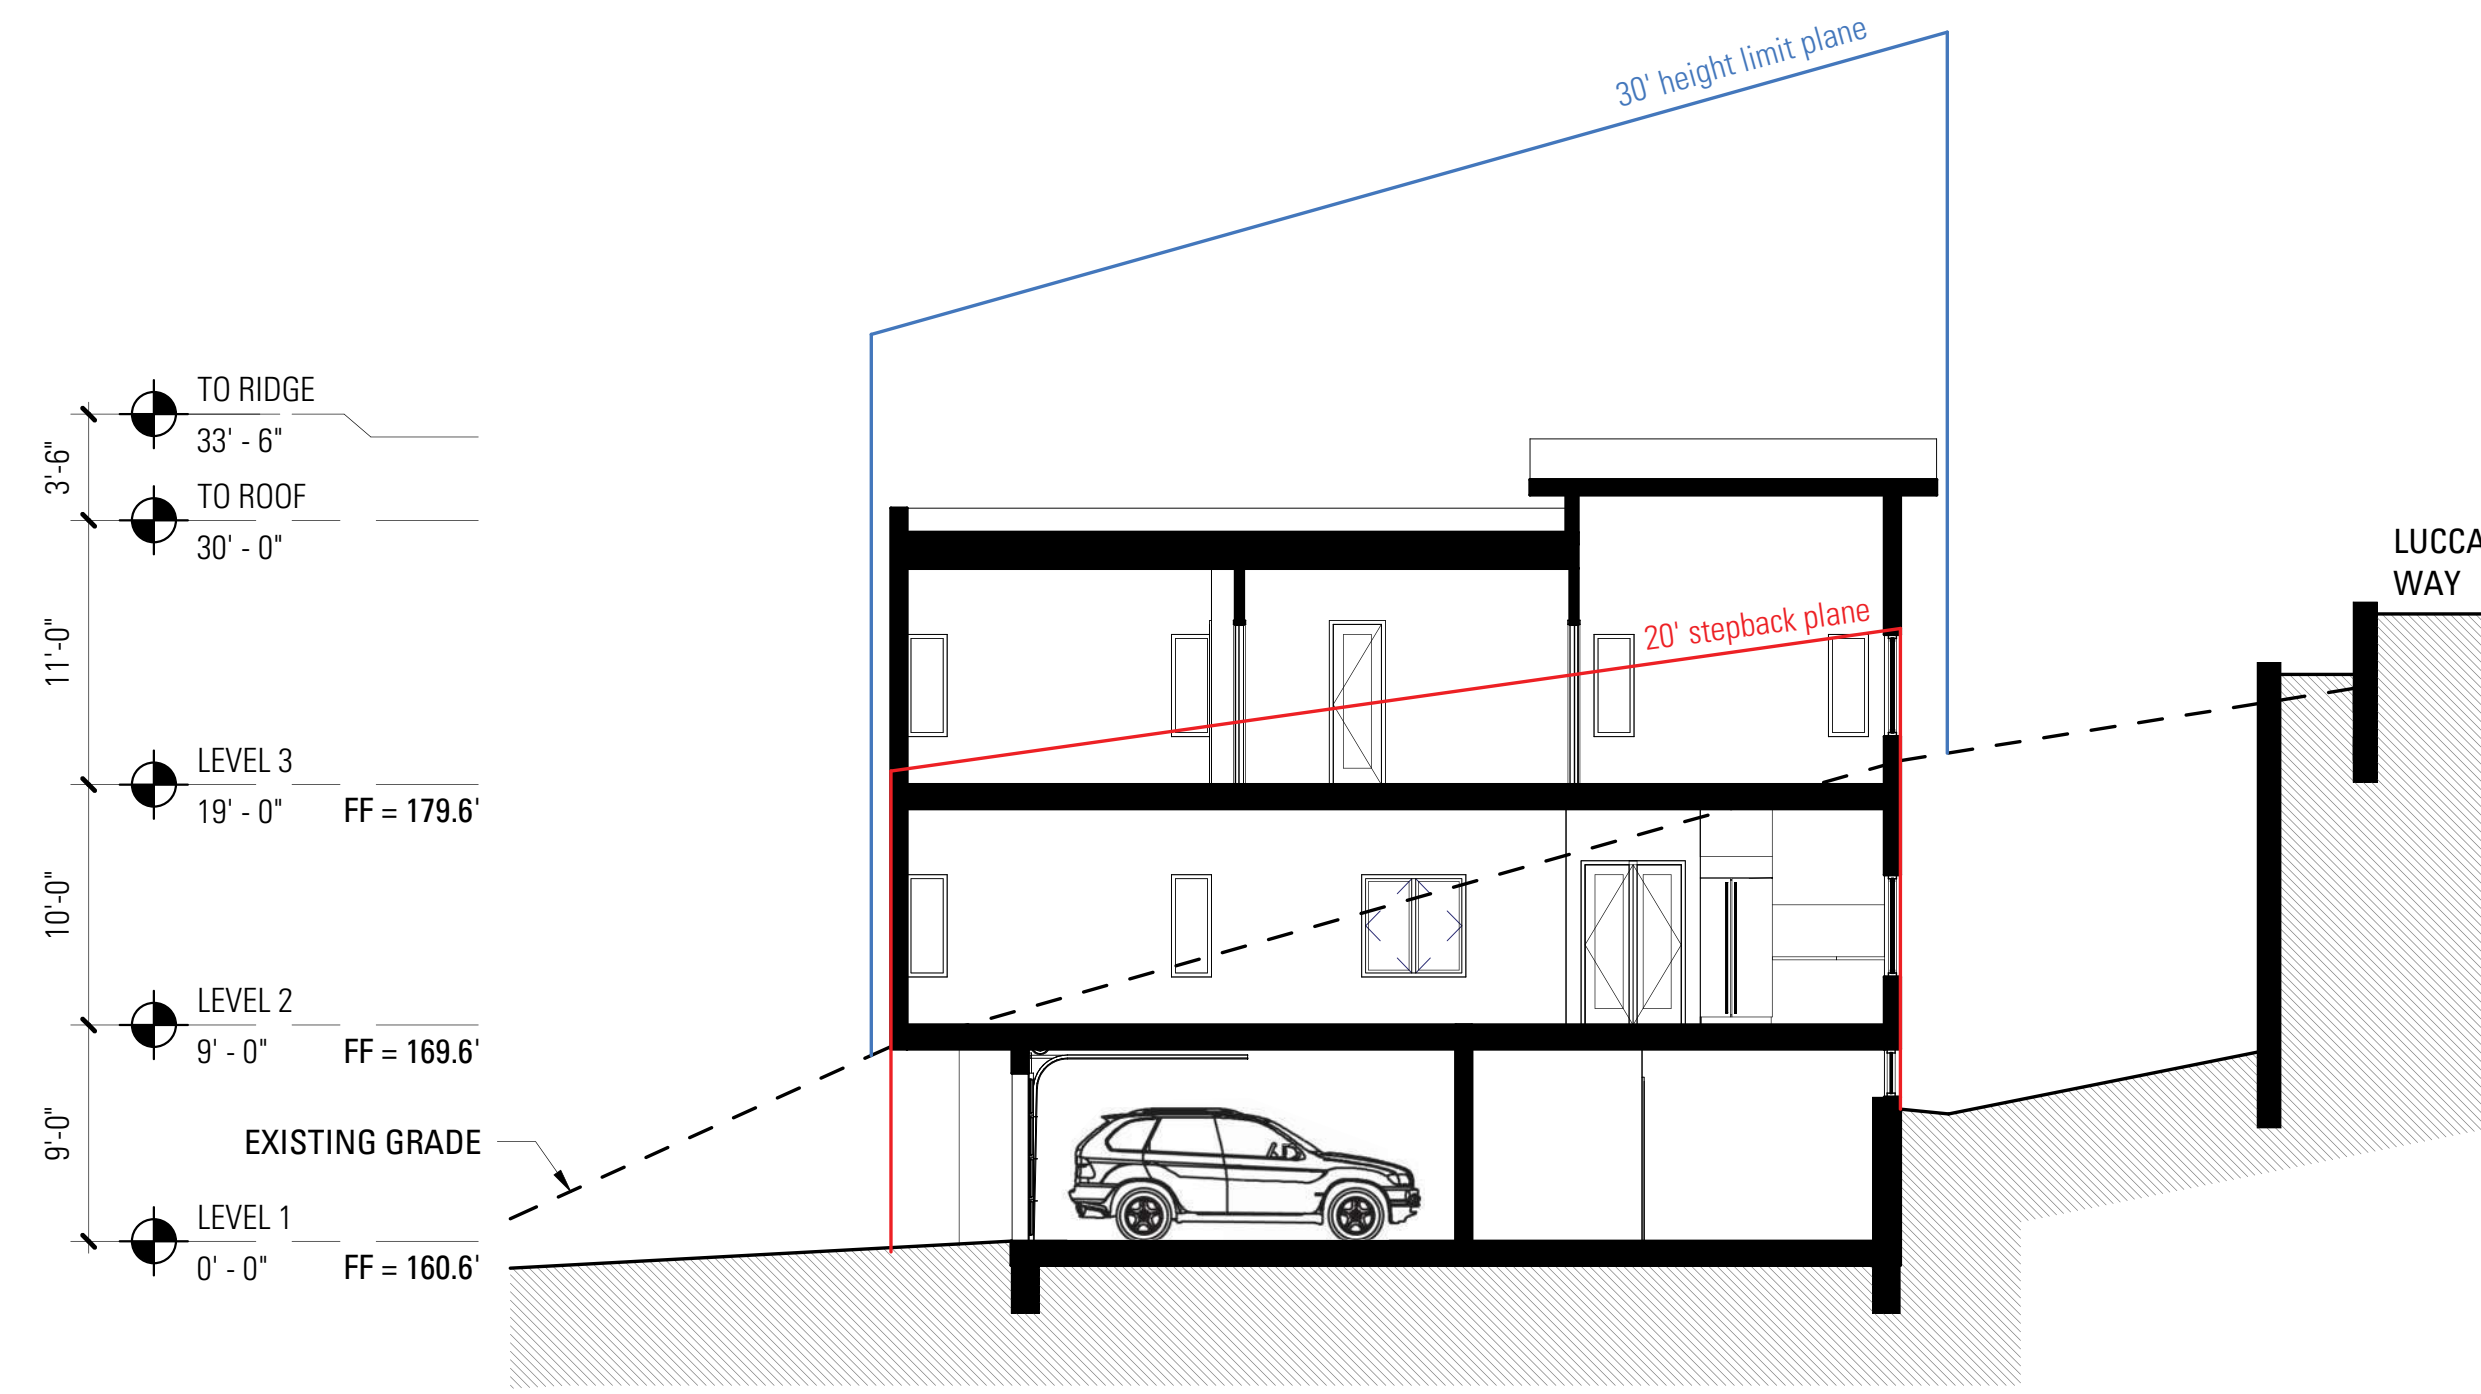 30' height limit plane
TO RIDGE
33' - 6"
3'-6"
TO ROOF
30' - 0"
LUCCA
WAY
20' stepback plane
11'-0"
LEVEL 3
19' - 0" FF = 179.6'
10'-0"
LEVEL 2
9' - 0" FF = 169.6'
9'-0"
EXISTING GRADE
LEVEL 1
0' - 0" FF = 160.6'